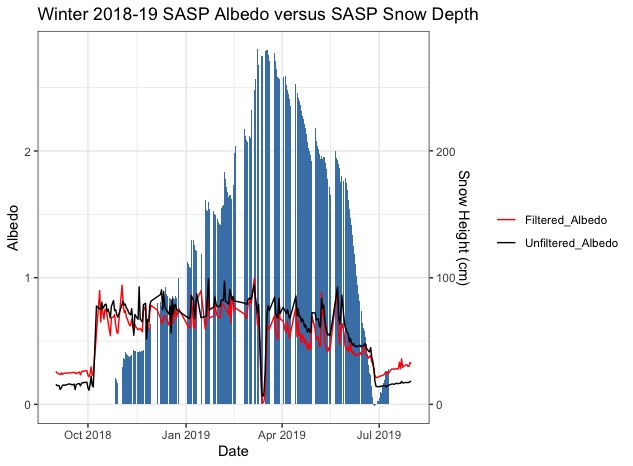 Winter 2018-19 SASP Albedo versus SASP Snow Depth
Albedo
2
1
0
200
100
0
Snow Height (cm)
Oct 2018
Jan 2019
Apr 2019
Jul 2019
Date
Filtered_Albedo
Unfiltered_Albedo